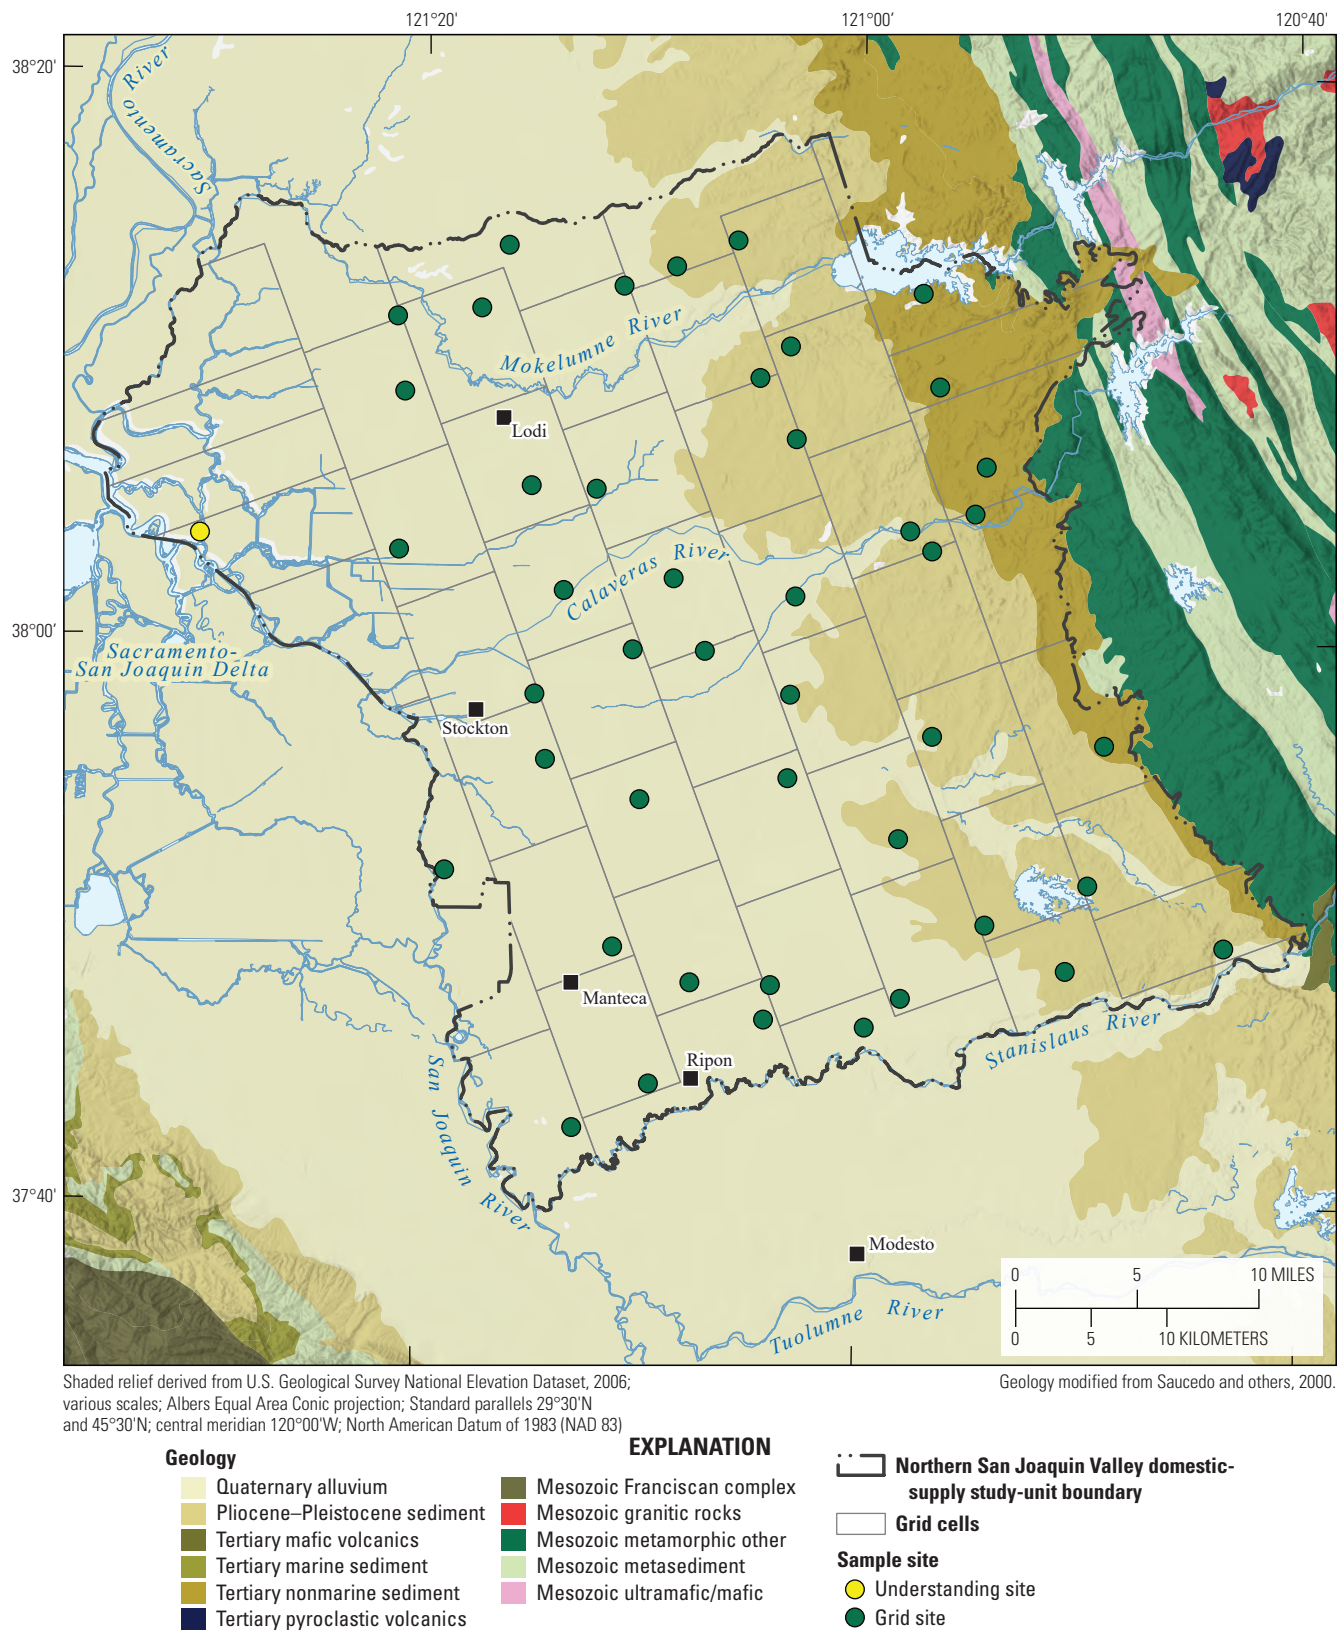 121°20'
121°00'
120°40'
38°20'
Sacramento River
Mokelumne River
Lodi
Calaveras River
38°00'
Sacramento-
San Joaquin Delta
Stockton
Manteca
Stanislaus River
Ripon
San Joaquin River
37°40'
Modesto
Tuolumne River
0 5 10 MILES
0 5 10 KILOMETERS
Shaded relief derived from U.S. Geological Survey National Elevation Dataset, 2006;
various scales; Albers Equal Area Conic projection; Standard parallels 29°30'N
and 45°30'N; central meridian 120°00'W; North American Datum of 1983 (NAD 83)
Geology modified from Saucedo and others, 2000.
EXPLANATION
Geology
Quaternary alluvium
Pliocene–Pleistocene sediment
Tertiary mafic volcanics
Tertiary marine sediment
Tertiary nonmarine sediment
Tertiary pyroclastic volcanics
Mesozoic Franciscan complex
Mesozoic granitic rocks
Mesozoic metamorphic other
Mesozoic metasediment
Mesozoic ultramafic/mafic
Northern San Joaquin Valley domestic-
supply study-unit boundary
Grid cells
Sample site
Understanding site
Grid site